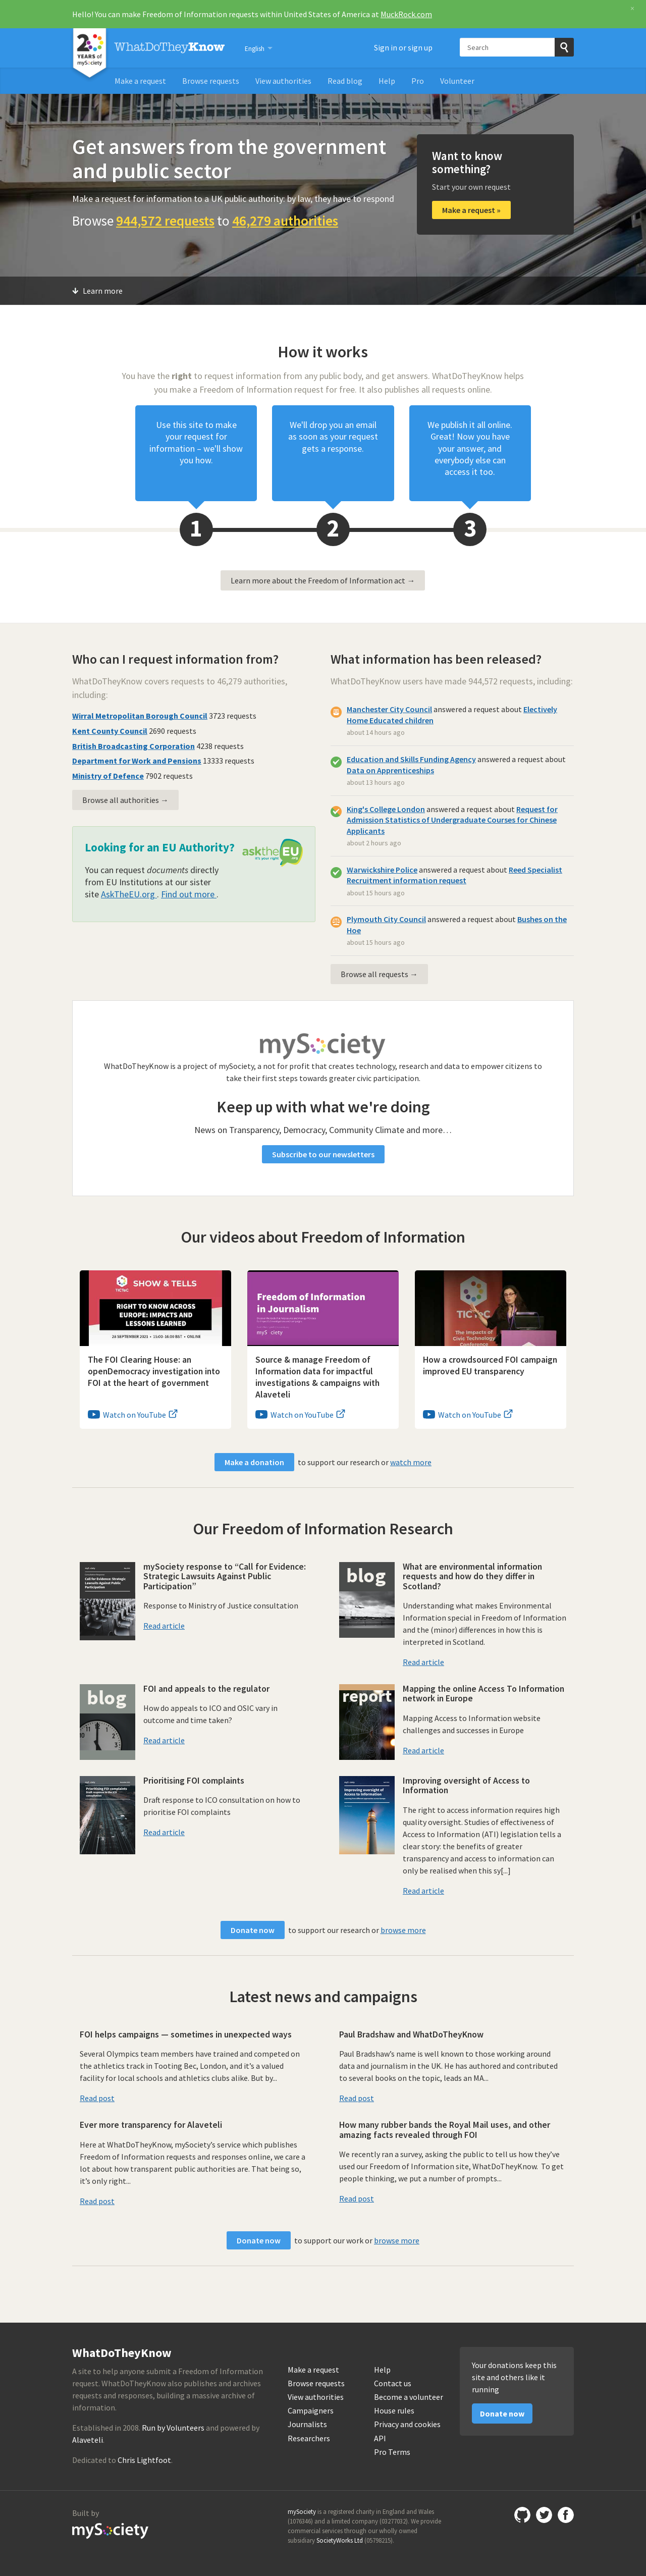 Hello! You can make Freedom of Information requests within United States of America at MuckRock.com
×
20
YEARS of
mySociety
WhatDoTheyKnow
English
Sign in or sign up
Search
Make a request
Browse requests
View authorities
Read blog
Help
Pro
Volunteer
Get answers from the government
and public sector
Make a request for information to a UK public authority: by law, they have to respond
Browse 944,572 requests to 46,279 authorities
Want to know
something?
Start your own request
Make a request »
Learn more
How it works
You have the right to request information from any public body, and get answers. WhatDoTheyKnow helps
you make a Freedom of Information request for free. It also publishes all requests online.
Use this site to make
your request for
information – we'll show
you how.
We'll drop you an email
as soon as your request
gets a response.
We publish it all online.
Great! Now you have
your answer, and
everybody else can
access it too.
1
2
3
Learn more about the Freedom of Information act →
Who can I request information from?
WhatDoTheyKnow covers requests to 46,279 authorities,
including:
Wirral Metropolitan Borough Council 3723 requests
Kent County Council 2690 requests
British Broadcasting Corporation 4238 requests
Department for Work and Pensions 13333 requests
Ministry of Defence 7902 requests
Browse all authorities →
Looking for an EU Authority?
asktheEU
it's your right
You can request documents directly
from EU Institutions at our sister
site AskTheEU.org . Find out more .
What information has been released?
WhatDoTheyKnow users have made 944,572 requests, including:
Manchester City Council answered a request about Electively
Home Educated children
about 14 hours ago
Education and Skills Funding Agency answered a request about
Data on Apprenticeships
about 13 hours ago
King's College London answered a request about Request for
Admission Statistics of Undergraduate Courses for Chinese
Applicants
about 2 hours ago
Warwickshire Police answered a request about Reed Specialist
Recruitment information request
about 15 hours ago
Plymouth City Council answered a request about Bushes on the
Hoe
about 15 hours ago
Browse all requests →
mySociety
WhatDoTheyKnow is a project of mySociety, a not for profit that creates technology, research and data to empower citizens to
take their first steps towards greater civic participation.
Keep up with what we're doing
News on Transparency, Democracy, Community Climate and more…
Subscribe to our newsletters
Our videos about Freedom of Information
TICTeC
SHOW & TELLS
RIGHT TO KNOW ACROSS
EUROPE: IMPACTS AND
LESSONS LEARNED
The FOI Clearing House: an
openDemocracy investigation into
FOI at the heart of government
Watch on YouTube
Freedom of Information
in Journalism
mySociety
Source & manage Freedom of
Information data for impactful
investigations & campaigns with
Alaveteli
Watch on YouTube
TICTeC
The Impacts of
Civic Technology
Conference
How a crowdsourced FOI campaign
improved EU transparency
Watch on YouTube
Make a donation to support our research or watch more
Our Freedom of Information Research
Call for Evidence: Strategic
Lawsuits Against Public
Participation
mySociety response to “Call for Evidence:
Strategic Lawsuits Against Public
Participation”
Response to Ministry of Justice consultation
Read article
blog
What are environmental information
requests and how do they differ in
Scotland?
Understanding what makes Environmental
Information special in Freedom of Information
and the (minor) differences in how this is
interpreted in Scotland.
Read article
blog
FOI and appeals to the regulator
How do appeals to ICO and OSIC vary in
outcome and time taken?
Read article
report
Mapping the online Access To Information
network in Europe
Mapping Access to Information website
challenges and successes in Europe
Read article
Prioritising FOI complaints
Prioritising FOI complaints
Draft response to ICO consultation on how to
prioritise FOI complaints
Read article
Improving oversight of
Access to Information
Improving oversight of Access to
Information
The right to access information requires high
quality oversight. Studies of effectiveness of
Access to Information (ATI) legislation tells a
clear story: the benefits of greater
transparency and access to information can
only be realised when this sy[...]
Read article
Donate now to support our research or browse more
Latest news and campaigns
FOI helps campaigns — sometimes in unexpected ways
Several Olympics team members have trained and competed on
the athletics track in Tooting Bec, London, and it’s a valued
facility for local schools and athletics clubs alike. But by...
Read post
Paul Bradshaw and WhatDoTheyKnow
Paul Bradshaw’s name is well known to those working around
data and journalism in the UK. He has authored and contributed
to several books on the topic, leads an MA...
Read post
Ever more transparency for Alaveteli
Here at WhatDoTheyKnow, mySociety’s service which publishes
Freedom of Information requests and responses online, we care a
lot about how transparent public authorities are. That being so,
it’s only right...
Read post
How many rubber bands the Royal Mail uses, and other
amazing facts revealed through FOI
We recently ran a survey, asking the public to tell us how they’ve
used our Freedom of Information site, WhatDoTheyKnow. To get
people thinking, we put a number of prompts...
Read post
Donate now to support our work or browse more
WhatDoTheyKnow
A site to help anyone submit a Freedom of Information
request. WhatDoTheyKnow also publishes and archives
requests and responses, building a massive archive of
information.
Established in 2008. Run by Volunteers and powered by
Alaveteli.
Dedicated to Chris Lightfoot.
Make a request
Browse requests
View authorities
Campaigners
Journalists
Researchers
Help
Contact us
Become a volunteer
House rules
Privacy and cookies
API
Pro Terms
Your donations keep this
site and others like it
running
Donate now
Built by
mySociety
mySociety is a registered charity in England and Wales
(1076346) and a limited company (03277032). We provide
commercial services through our wholly owned
subsidiary SocietyWorks Ltd (05798215).